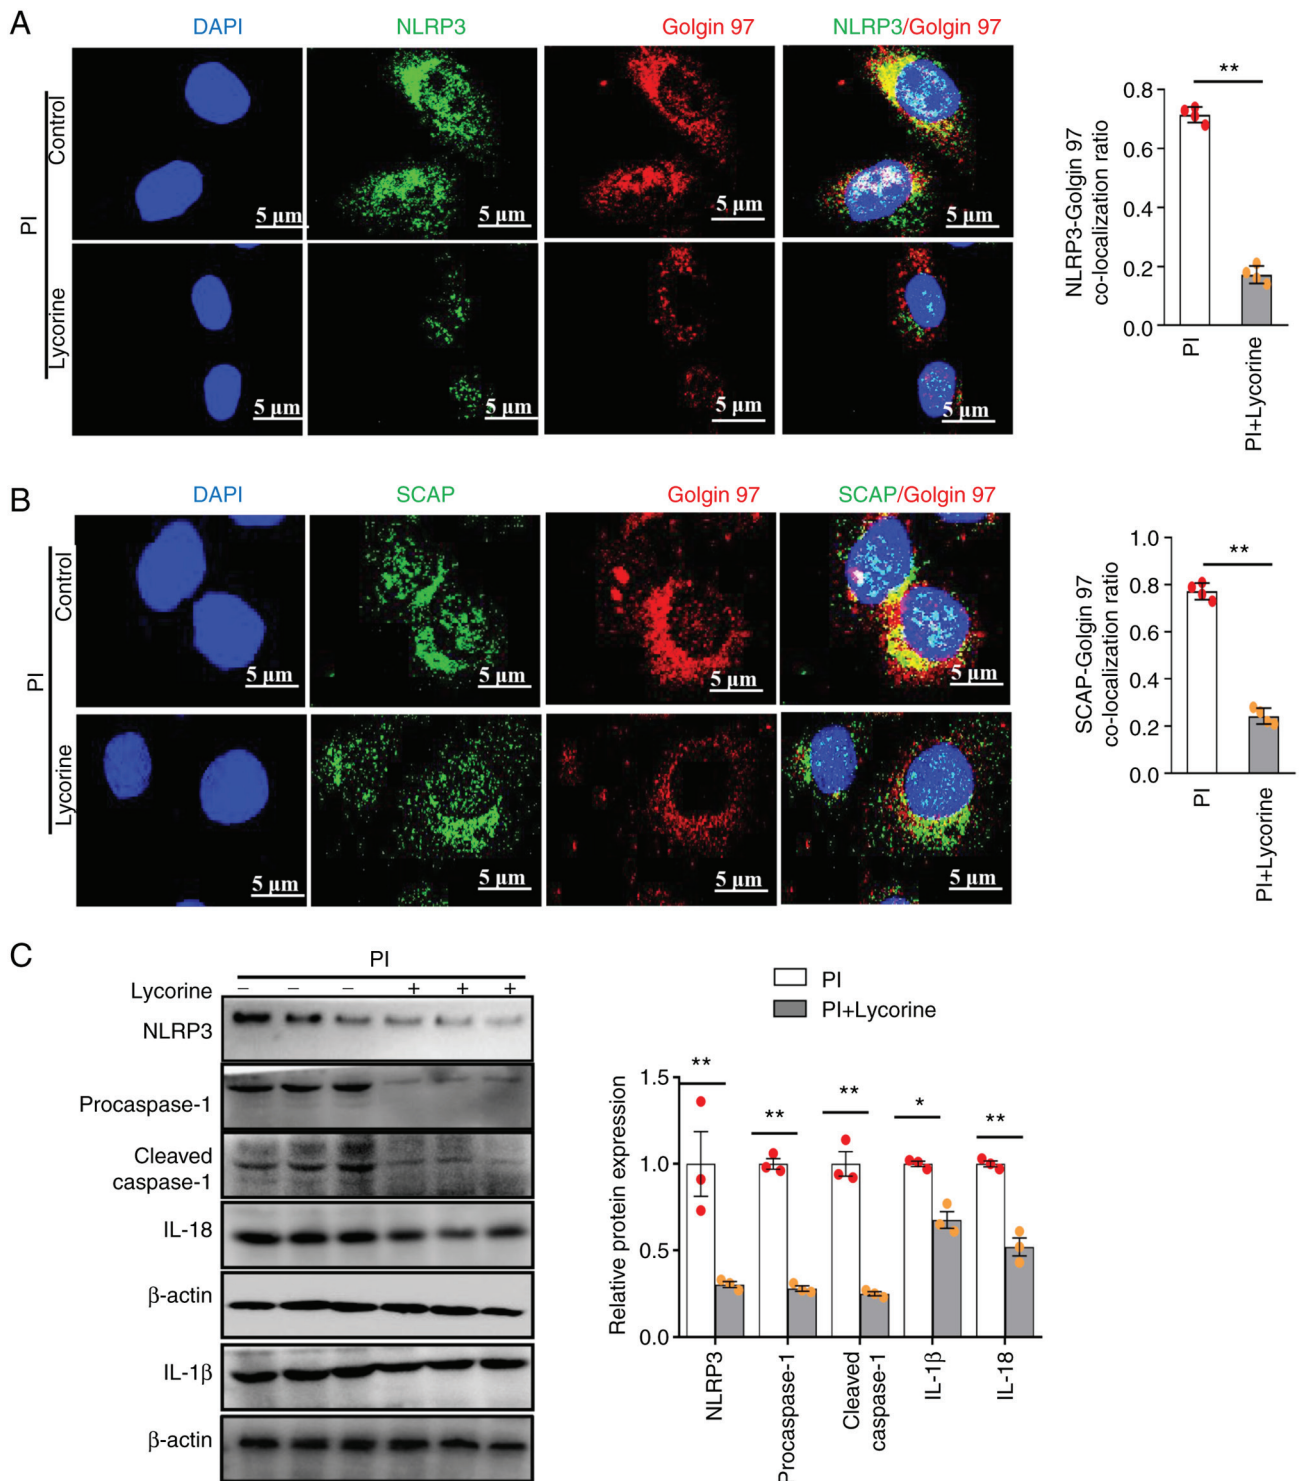 A
DAPI
NLRP3
Golgin 97
NLRP3/Golgin 97
PI
Control
Lycorine
5 μm
5 μm
5 μm
5 μm
5 μm
5 μm
5 μm
5 μm
NLRP3-Golgin 97
co-localization ratio
**
0.8
0.6
0.4
0.2
0.0
PI
PI+Lycorine
B
DAPI
SCAP
Golgin 97
SCAP/Golgin 97
PI
Control
Lycorine
5 μm
5 μm
5 μm
5 μm
5 μm
5 μm
5 μm
5 μm
SCAP-Golgin 97
co-localization ratio
**
1.0
0.8
0.6
0.4
0.2
0.0
PI
PI+Lycorine
C
PI
Lycorine − − − + + +
NLRP3
Procaspase-1
Cleaved
caspase-1
IL-18
β-actin
IL-1β
β-actin
PI
PI+Lycorine
Relative protein expression
1.5
1.0
0.5
0.0
**
**
**
*
**
NLRP3
Procaspase-1
Cleaved
caspase-1
IL-1β
IL-18